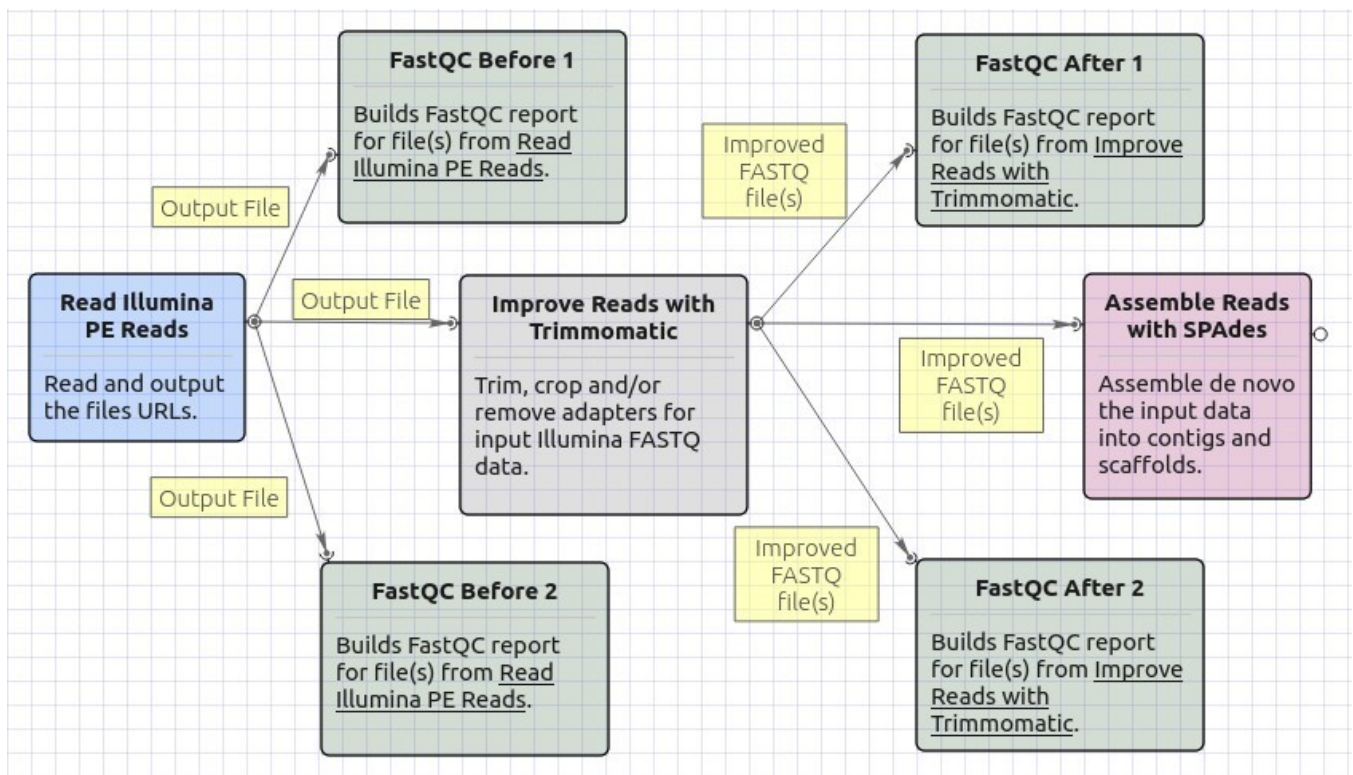 FastQC Before 1
Builds FastQC report
for file(s) from Read
Illumina PE Reads.
FastQC After 1
Builds FastQC report
for file(s) from Improve
Reads with
Trimmomatic.
Improved
FASTQ
file(s)
Output File
Read Illumina
PE Reads
Read and output
the files URLs.
Output File
Improve Reads with
Trimmomatic
Trim, crop and/or
remove adapters for
input Illumina FASTQ
data.
Improved
FASTQ
file(s)
Assemble Reads
with SPAdes
Assemble de novo
the input data
into contigs and
scaffolds.
Output File
Improved
FASTQ
file(s)
FastQC Before 2
Builds FastQC report
for file(s) from Read
Illumina PE Reads.
FastQC After 2
Builds FastQC report
for file(s) from Improve
Reads with
Trimmomatic.